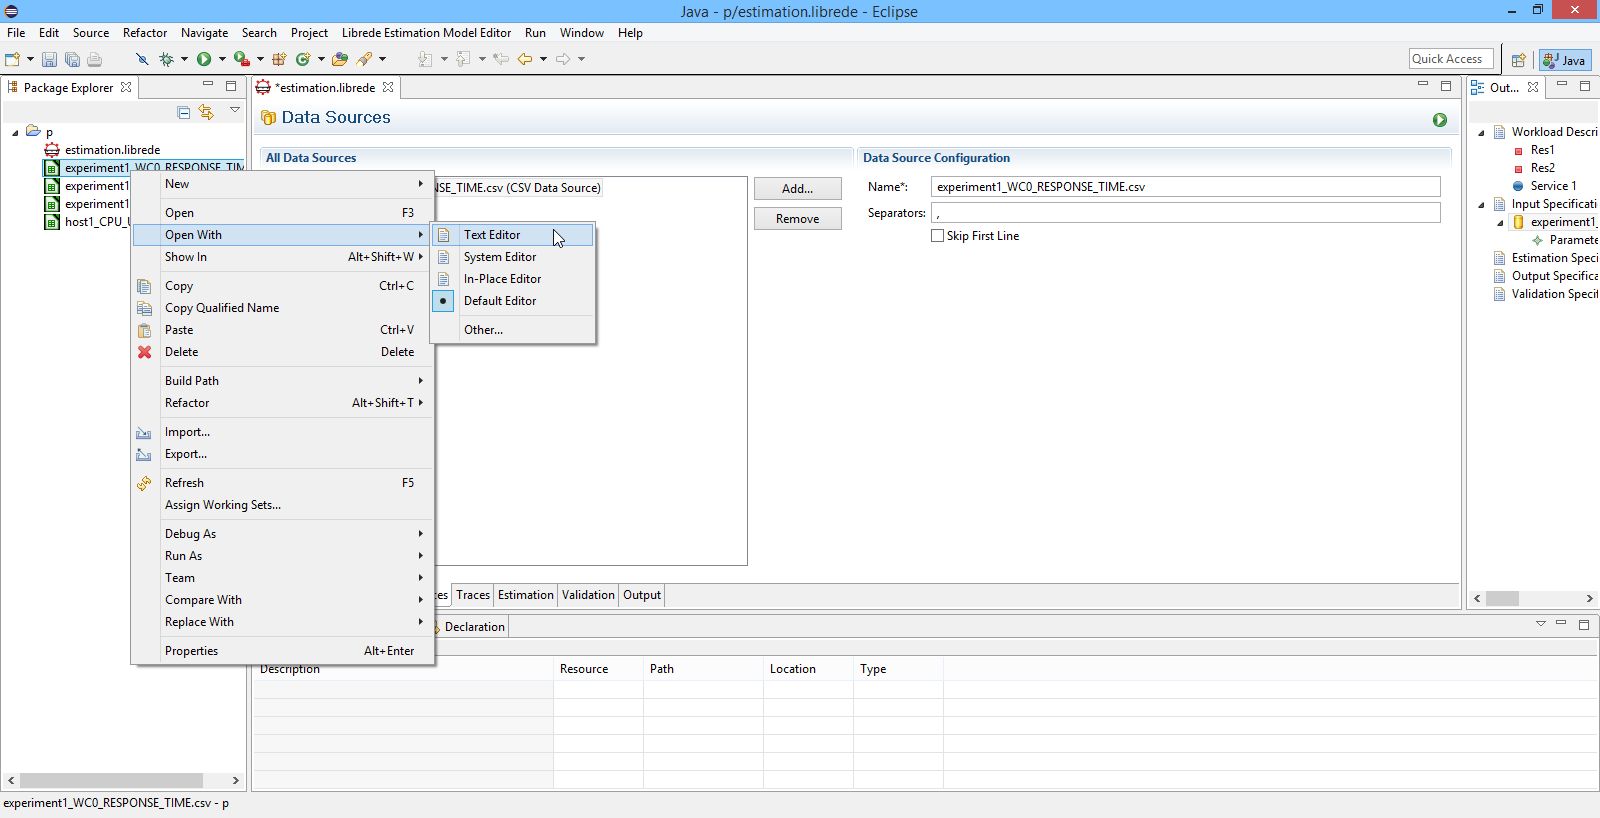 Java - p/estimation.librede - Eclipse
File Edit Source Refactor Navigate Search Project Librede Estimation Model Editor Run Window Help
Quick Access
Java
Package Explorer
p
estimation.librede
experiment1_WC0_RESPONSE_TIM
experiment1
experiment1
host1_CPU_U
New
Open F3
Open With
Show In Alt+Shift+W
Copy Ctrl+C
Copy Qualified Name
Paste Ctrl+V
Delete Delete
Build Path
Refactor Alt+Shift+T
Import...
Export...
Refresh F5
Assign Working Sets...
Debug As
Run As
Team
Compare With
Replace With
Properties Alt+Enter
Text Editor
System Editor
In-Place Editor
Default Editor
Other...
*estimation.librede
Data Sources
All Data Sources
NSE_TIME.csv (CSV Data Source)
Add...
Remove
Data Source Configuration
Name*: experiment1_WC0_RESPONSE_TIME.csv
Separators: ,
Skip First Line
ces Traces Estimation Validation Output
Declaration
Description Resource Path Location Type
Out...
Workload Descri
Res1
Res2
Service 1
Input Specificati
experiment1_
Paramete
Estimation Speci
Output Specifica
Validation Specif
experiment1_WC0_RESPONSE_TIME.csv - p